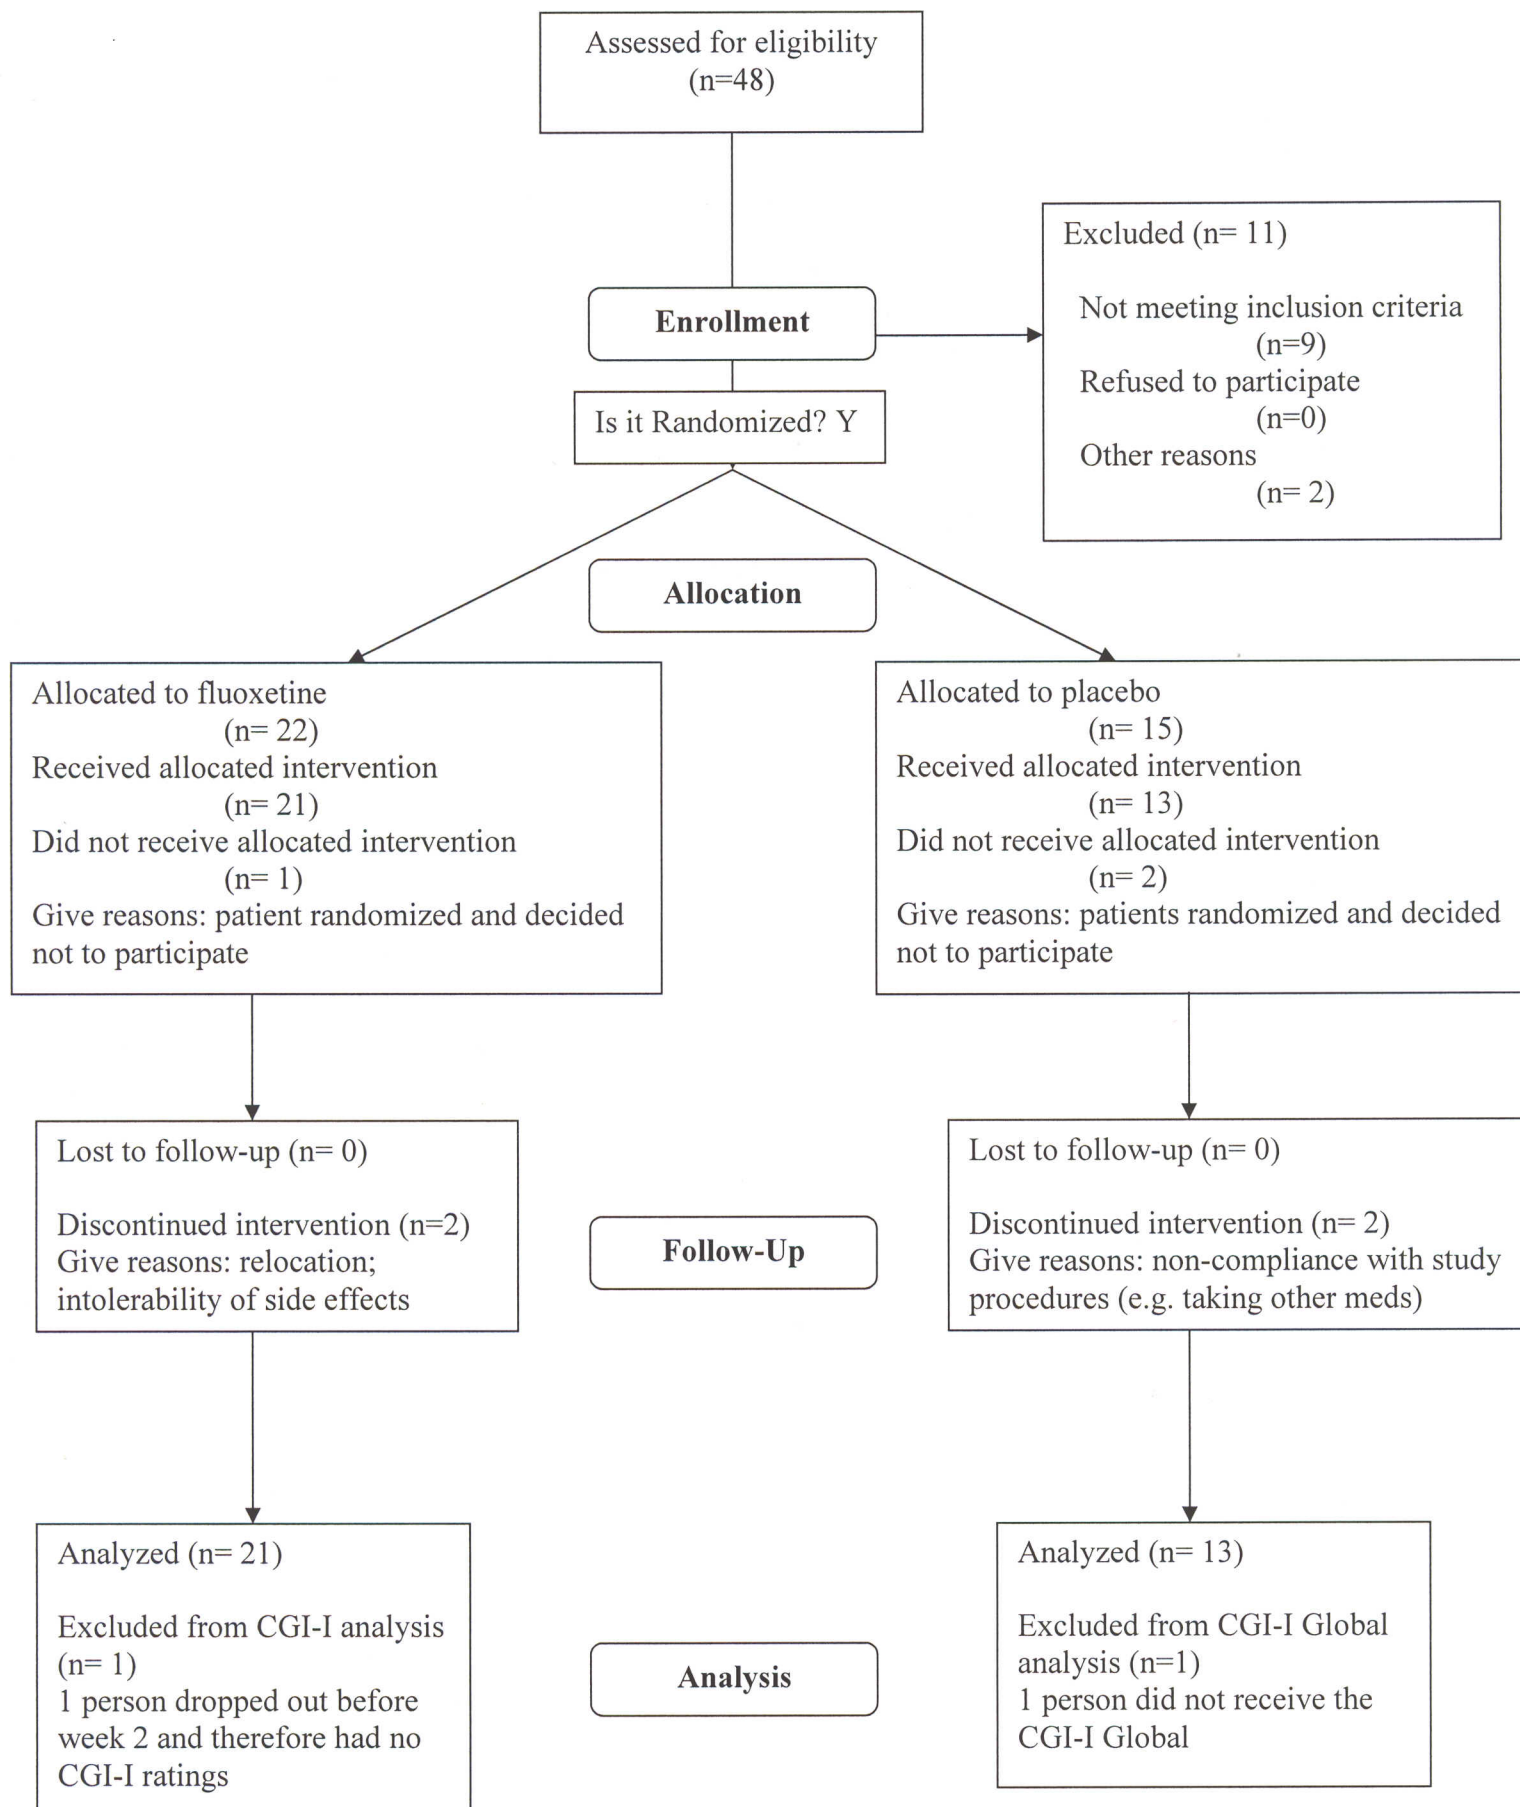 Assessed for eligibility
(n=48)
Excluded (n= 11)
Not meeting inclusion criteria
(n=9)
Refused to participate
(n=0)
Other reasons
(n= 2)
Enrollment
Is it Randomized? Y
Allocation
Allocated to fluoxetine
(n= 22)
Received allocated intervention
(n= 21)
Did not receive allocated intervention
(n= 1)
Give reasons: patient randomized and decided
not to participate
Allocated to placebo
(n= 15)
Received allocated intervention
(n= 13)
Did not receive allocated intervention
(n= 2)
Give reasons: patients randomized and decided
not to participate
Lost to follow-up (n= 0)
Discontinued intervention (n=2)
Give reasons: relocation;
intolerability of side effects
Follow-Up
Lost to follow-up (n= 0)
Discontinued intervention (n= 2)
Give reasons: non-compliance with study
procedures (e.g. taking other meds)
Analyzed (n= 21)
Excluded from CGI-I analysis
(n= 1)
1 person dropped out before
week 2 and therefore had no
CGI-I ratings
Analysis
Analyzed (n= 13)
Excluded from CGI-I Global
analysis (n=1)
1 person did not receive the
CGI-I Global